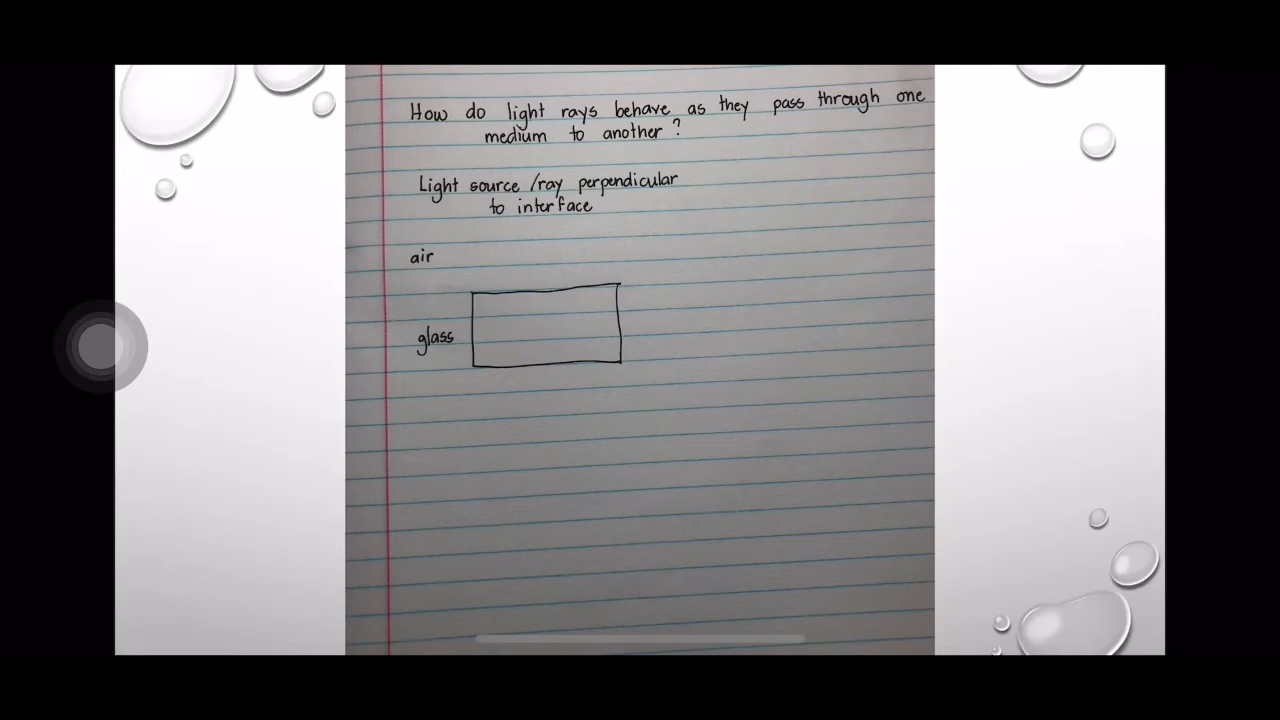 How do light rays behave as they pass through one
medium to another?
Light source/ray perpendicular
to interface
air
glass